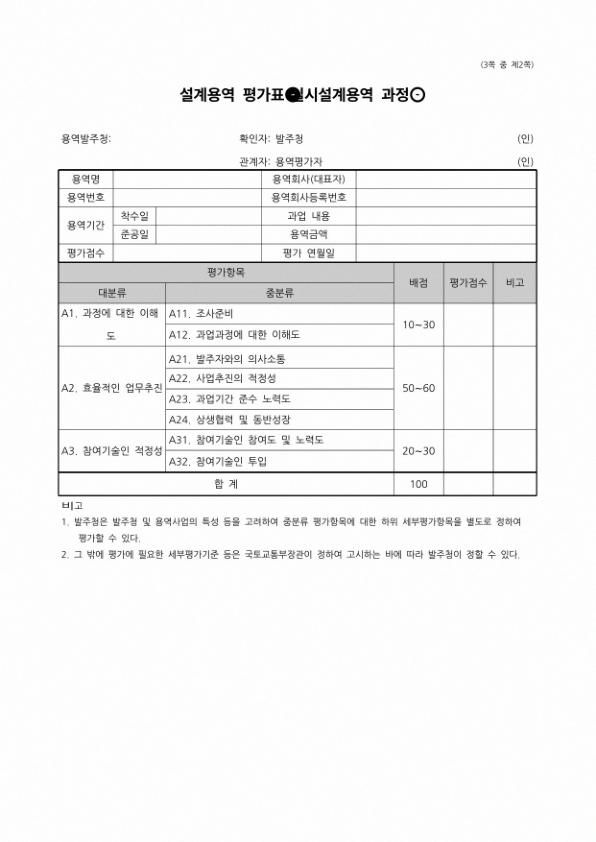 (3쪽 중 제2쪽)
설계용역 평가표 실시설계용역 과정
용역발주청: 확인자: 발주청 (인)
관계자: 용역평가자 (인)
용역명 용역회사(대표자)
용역번호 용역회사등록번호
용역기간 착수일 과업 내용
준공일 용역금액
평가점수 평가 연월일
평가항목 배점 평가점수 비고
대분류 중분류
A1. 과정에 대한 이해도 A11. 조사준비 10~30
A12. 과업과정에 대한 이해도
A2. 효율적인 업무추진 A21. 발주자와의 의사소통 50~60
A22. 사업추진의 적정성
A23. 과업기간 준수 노력도
A24. 상생협력 및 동반성장
A3. 참여기술인 적정성 A31. 참여기술인 참여도 및 노력도 20~30
A32. 참여기술인 투입
합 계 100
비고
1. 발주청은 발주청 및 용역사업의 특성 등을 고려하여 중분류 평가항목에 대한 하위 세부평가항목을 별도로 정하여
평가할 수 있다.
2. 그 밖에 평가에 필요한 세부평가기준 등은 국토교통부장관이 정하여 고시하는 바에 따라 발주청이 정할 수 있다.